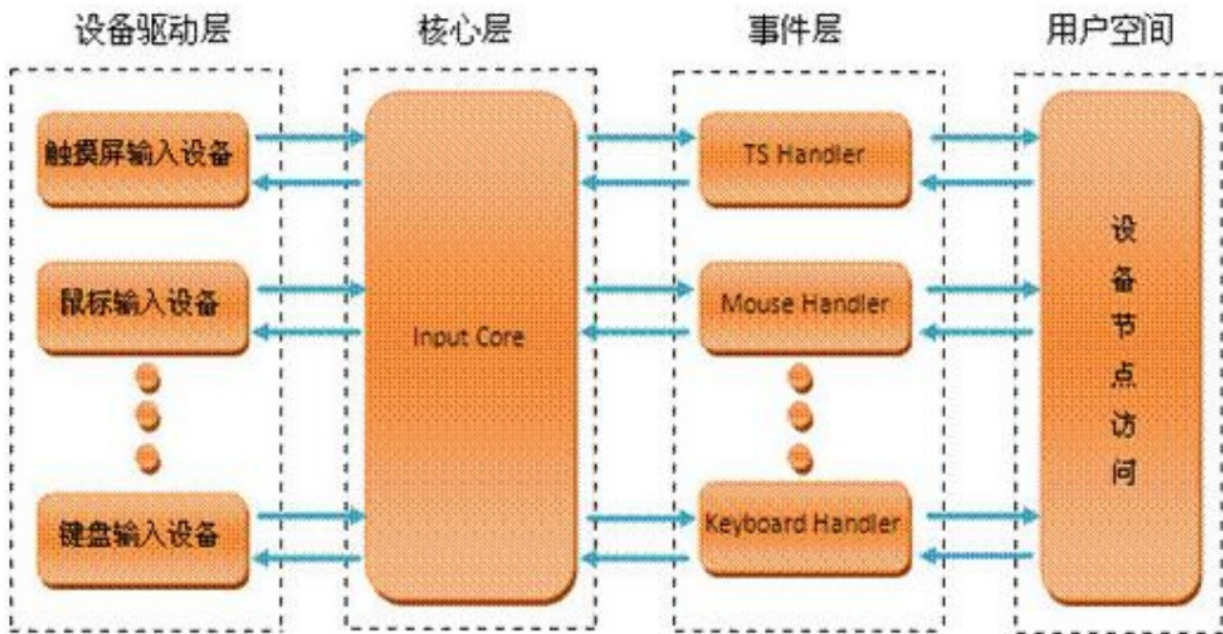 设备驱动层
核心层
事件层
用户空间
触摸屏输入设备
TS Handler
鼠标输入设备
Mouse Handler
Input Core
设备节点访问
键盘输入设备
Keyboard Handler